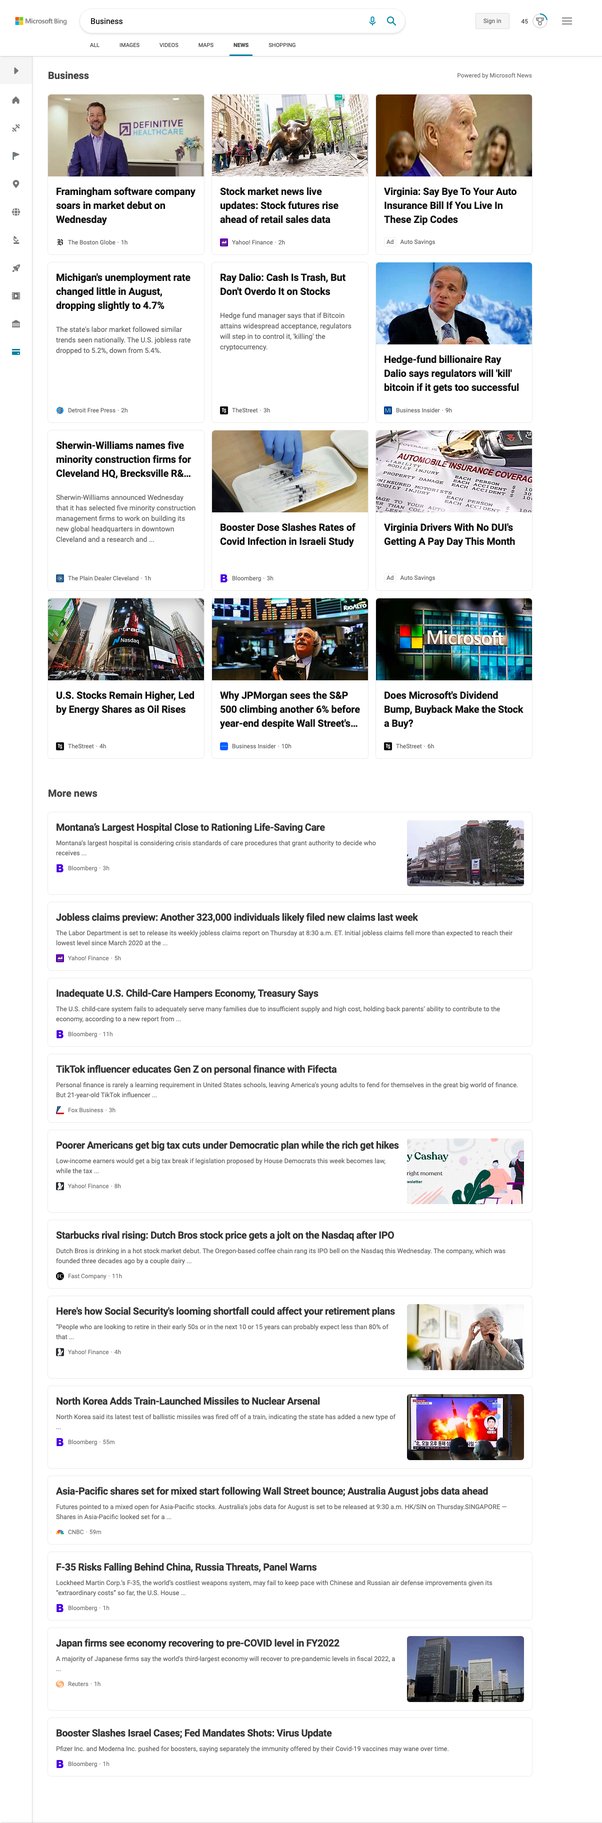 Microsoft Bing
Business
Sign in
45
ALL
IMAGES
VIDEOS
MAPS
NEWS
SHOPPING
Business
Powered by Microsoft News
DEFINITIVE
HEALTHCARE
Framingham software company
soars in market debut on
Wednesday
The Boston Globe · 1h
Stock market news live
updates: Stock futures rise
ahead of retail sales data
Yahoo! Finance · 2h
Virginia: Say Bye To Your Auto
Insurance Bill If You Live In
These Zip Codes
Ad Auto Savings
Michigan's unemployment rate
changed little in August,
dropping slightly to 4.7%
The state's labor market followed similar
trends seen nationally. The U.S. jobless rate
dropped to 5.2%, down from 5.4%.
Detroit Free Press · 2h
Ray Dalio: Cash Is Trash, But
Don't Overdo It on Stocks
Hedge fund manager says that if Bitcoin
attains widespread acceptance, regulators
will step in to control it, 'killing' the
cryptocurrency.
TheStreet · 3h
Hedge-fund billionaire Ray
Dalio says regulators will 'kill'
bitcoin if it gets too successful
Business Insider · 9h
Sherwin-Williams names five
minority construction firms for
Cleveland HQ, Brecksville R&...
Sherwin-Williams announced Wednesday
that it has selected five minority construction
management firms to work on building its
new global headquarters in downtown
Cleveland and a research and ...
The Plain Dealer Cleveland · 1h
Booster Dose Slashes Rates of
Covid Infection in Israeli Study
Bloomberg · 3h
AUTOMOBILE INSURANCE COVERAG
LIABILITY
BODILY INJURY
PROPERTY DAMAGE
EACH PERSON
EACH ACCIDENT
Virginia Drivers With No DUI's
Getting A Pay Day This Month
Ad Auto Savings
Nasdaq
U.S. Stocks Remain Higher, Led
by Energy Shares as Oil Rises
TheStreet · 4h
RIOALTO
Why JPMorgan sees the S&P
500 climbing another 6% before
year-end despite Wall Street's...
Business Insider · 10h
Microsoft
Does Microsoft's Dividend
Bump, Buyback Make the Stock
a Buy?
TheStreet · 6h
More news
Montana's Largest Hospital Close to Rationing Life-Saving Care
Montana's largest hospital is considering crisis standards of care procedures that grant authority to decide who
receives ...
Bloomberg · 3h
Jobless claims preview: Another 323,000 individuals likely filed new claims last week
The Labor Department is set to release its weekly jobless claims report on Thursday at 8:30 a.m. ET. Initial jobless claims fell more than expected to reach their
lowest level since March 2020 at the ...
Yahoo! Finance · 5h
Inadequate U.S. Child-Care Hampers Economy, Treasury Says
The U.S. child-care system fails to adequately serve many families due to insufficient supply and high cost, holding back parents' ability to contribute to the
economy, according to a new report from ...
Bloomberg · 11h
TikTok influencer educates Gen Z on personal finance with Fifecta
Personal finance is rarely a learning requirement in United States schools, leaving America's young adults to fend for themselves in the great big world of finance.
But 21-year-old TikTok influencer ...
Fox Business · 3h
Poorer Americans get big tax cuts under Democratic plan while the rich get hikes
Low-income earners would get a big tax break if legislation proposed by House Democrats this week becomes law,
while the tax ...
Yahoo! Finance · 8h
y Cashay
right moment
wsletter
Starbucks rival rising: Dutch Bros stock price gets a jolt on the Nasdaq after IPO
Dutch Bros is drinking in a hot stock market debut. The Oregon-based coffee chain rang its IPO bell on the Nasdaq this Wednesday. The company, which was
founded three decades ago by a couple dairy ...
Fast Company · 11h
Here's how Social Security's looming shortfall could affect your retirement plans
"People who are looking to retire in their early 50s or in the next 10 or 15 years can probably expect less than 80% of
that ...
Yahoo! Finance · 4h
North Korea Adds Train-Launched Missiles to Nuclear Arsenal
North Korea said its latest test of ballistic missiles was fired off of a train, indicating the state has added a new type of
...
Bloomberg · 55m
Asia-Pacific shares set for mixed start following Wall Street bounce; Australia August jobs data ahead
Futures pointed to a mixed open for Asia-Pacific stocks. Australia's jobs data for August is set to be released at 9:30 a.m. HK/SIN on Thursday.SINGAPORE —
Shares in Asia-Pacific looked set for a ...
CNBC · 59m
F-35 Risks Falling Behind China, Russia Threats, Panel Warns
Lockheed Martin Corp.'s F-35, the world's costliest weapons system, may fail to keep pace with Chinese and Russian air defense improvements given its
"extraordinary costs" so far, the U.S. House ...
Bloomberg · 1h
Japan firms see economy recovering to pre-COVID level in FY2022
A majority of Japanese firms say the world's third-largest economy will recover to pre-pandemic levels in fiscal 2022, a
...
Reuters · 1h
Booster Slashes Israel Cases; Fed Mandates Shots: Virus Update
Pfizer Inc. and Moderna Inc. pushed for boosters, saying separately the immunity offered by their Covid-19 vaccines may wane over time.
Bloomberg · 1h